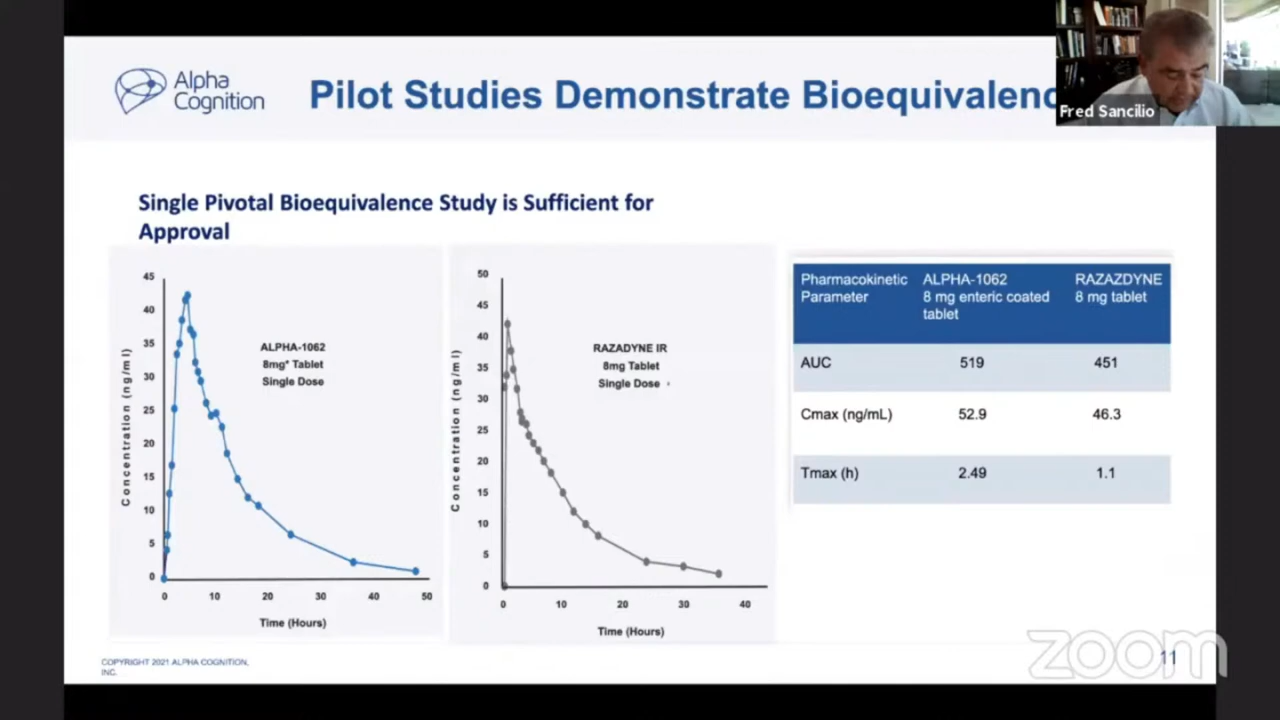 Alpha
Cognition
Pilot Studies Demonstrate Bioequivalenc
Fred Sancilio
Single Pivotal Bioequivalence Study is Sufficient for
Approval
45
40
35
30
25
20
15
10
5
0
Concentration (ng/ml)
ALPHA-1062
8mg* Tablet
Single Dose
0 10 20 30 40 50
Time (Hours)
50
45
40
35
30
25
20
15
10
5
0
Concentration (ng/ml)
RAZADYNE IR
8mg Tablet
Single Dose
0 10 20 30 40
Time (Hours)
Pharmacokinetic
Parameter
ALPHA-1062
8 mg enteric coated
tablet
RAZAZDYNE
8 mg tablet
AUC 519 451
Cmax (ng/mL) 52.9 46.3
Tmax (h) 2.49 1.1
COPYRIGHT 2021 ALPHA COGNITION,
INC.
zoom
11